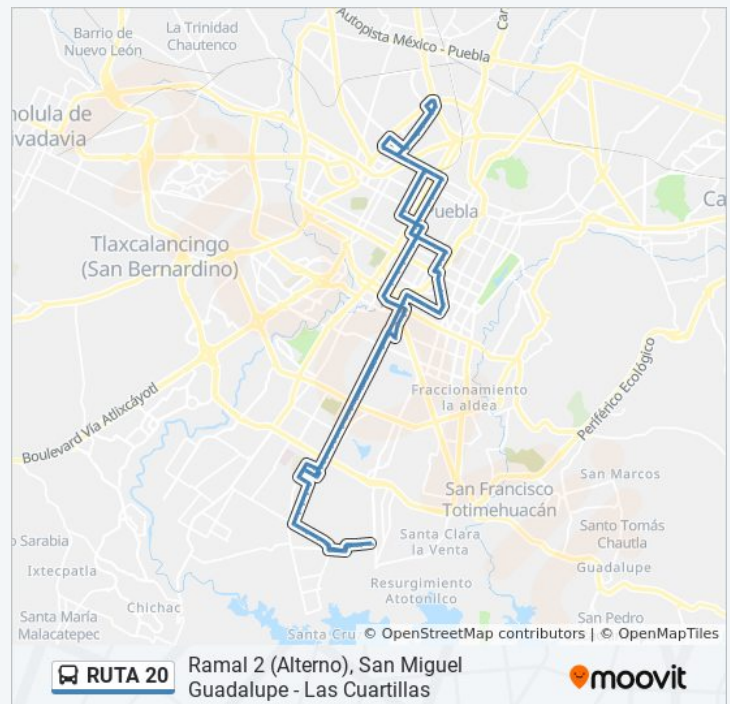 Autopista México - Puebla
Car
La Trinidad
Chautenco
Barrio de
Nuevo León
nolula de
ivadavia
Puebla
Ca
Tlaxcalancingo
(San Bernardino)
Periférico Ecológico
Fraccionamiento
la aldea
Boulevard Vía Atlixcáyotl
San Marcos
San Francisco
Totimehuacán
Santo Tomás
Chautla
Santa Clara
la Venta
o Sarabia
Guadalupe
Ixtecpatla
Resurgimiento
Atotonilco
Chichac
Santa María
Malacatepec
San Pedro
Santa Cru
© OpenStreetMap contributors | © OpenMapTiles
RUTA 20
Ramal 2 (Alterno), San Miguel
Guadalupe - Las Cuartillas
moovit